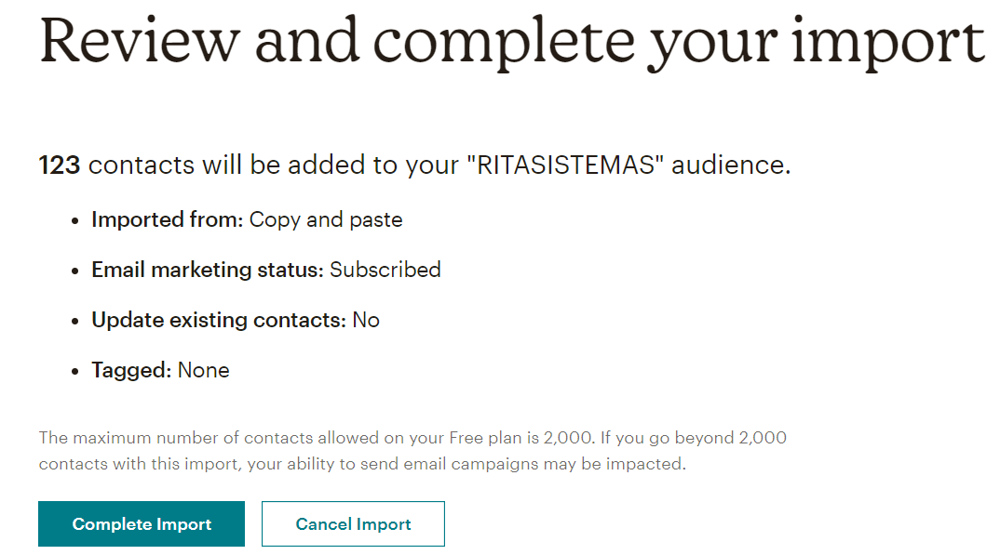 Review and complete your import
123 contacts will be added to your "RITASISTEMAS" audience.
• Imported from: Copy and paste
• Email marketing status: Subscribed
• Update existing contacts: No
• Tagged: None
The maximum number of contacts allowed on your Free plan is 2,000. If you go beyond 2,000
contacts with this import, your ability to send email campaigns may be impacted.
Complete Import
Cancel Import